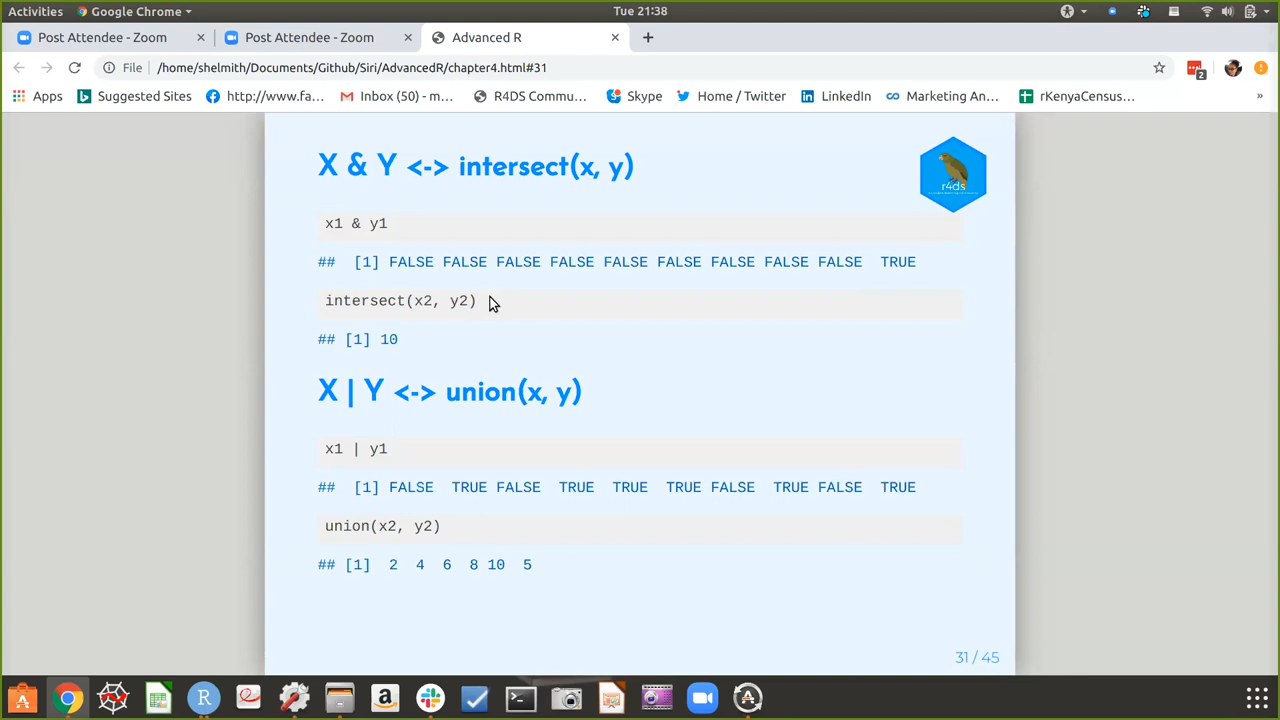 Activities
Google Chrome
Tue 21:38
Post Attendee - Zoom
Post Attendee - Zoom
Advanced R
File
/home/shelmith/Documents/Github/Siri/AdvancedR/chapter4.html#31
2
Apps
Suggested Sites
http://www.fa...
Inbox (50) - m...
R4DS Commu...
Skype
Home / Twitter
LinkedIn
Marketing An...
rKenyaCensus...
»
X & Y <-> intersect(x, y)
r4ds
x1 & y1
## [1] FALSE FALSE FALSE FALSE FALSE FALSE FALSE FALSE FALSE TRUE
intersect(x2, y2)
## [1] 10
X | Y <-> union(x, y)
x1 | y1
## [1] FALSE TRUE FALSE TRUE TRUE TRUE FALSE TRUE FALSE TRUE
union(x2, y2)
## [1] 2 4 6 8 10 5
31 / 45